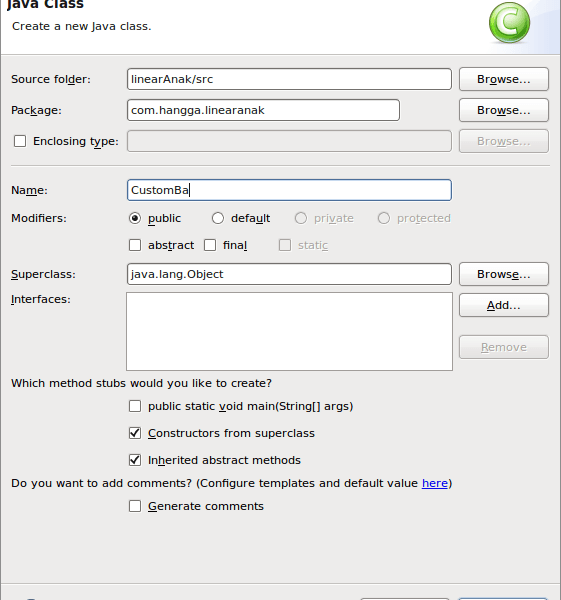 Java Class
Create a new Java class.
C
Source folder: linearAnak/src Browse...
Package: com.hangga.linearanak Browse...
Enclosing type: Browse...
Name: CustomBa
Modifiers: public default private protected
abstract final static
Superclass: java.lang.Object Browse...
Interfaces: Add...
Remove
Which method stubs would you like to create?
public static void main(String[] args)
Constructors from superclass
Inherited abstract methods
Do you want to add comments? (Configure templates and default value here)
Generate comments